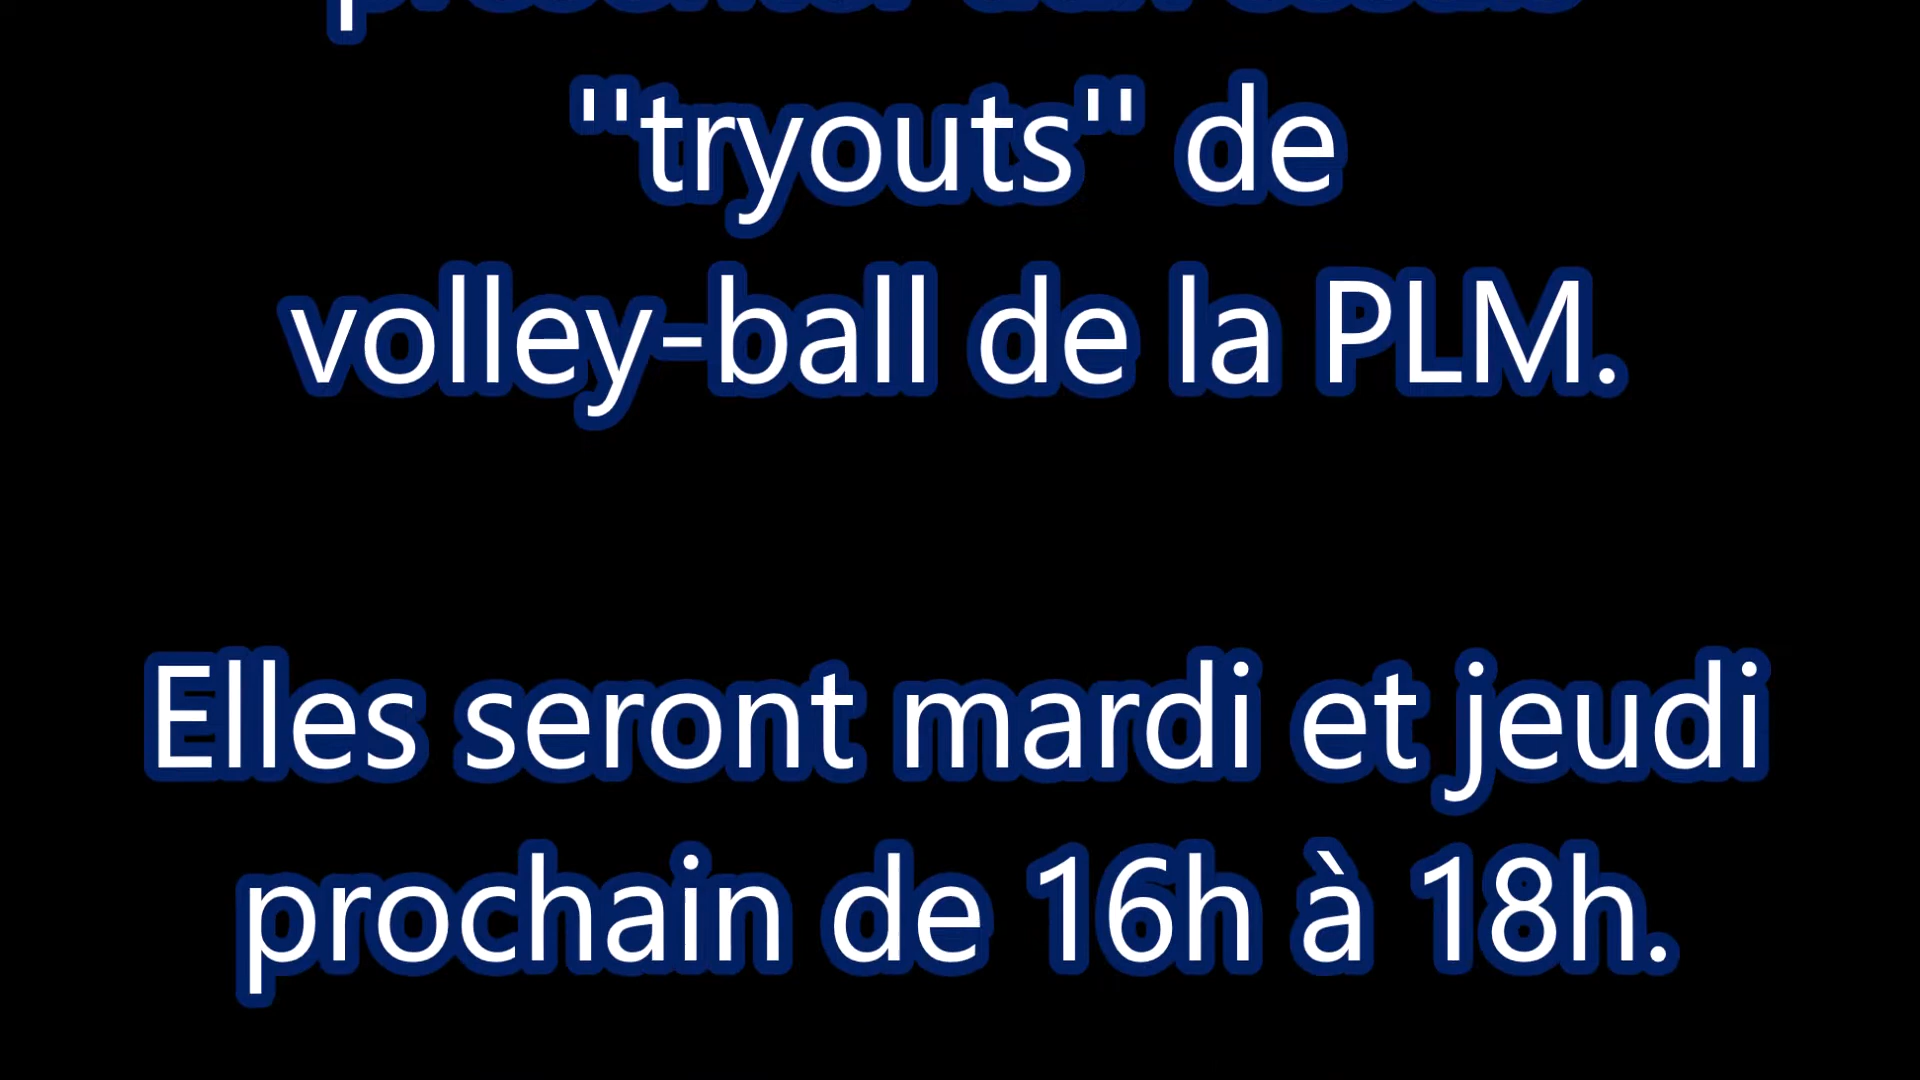 ''tryouts'' de
volley-ball de la PLM.
Elles seront mardi et jeudi
prochain de 16h à 18h.